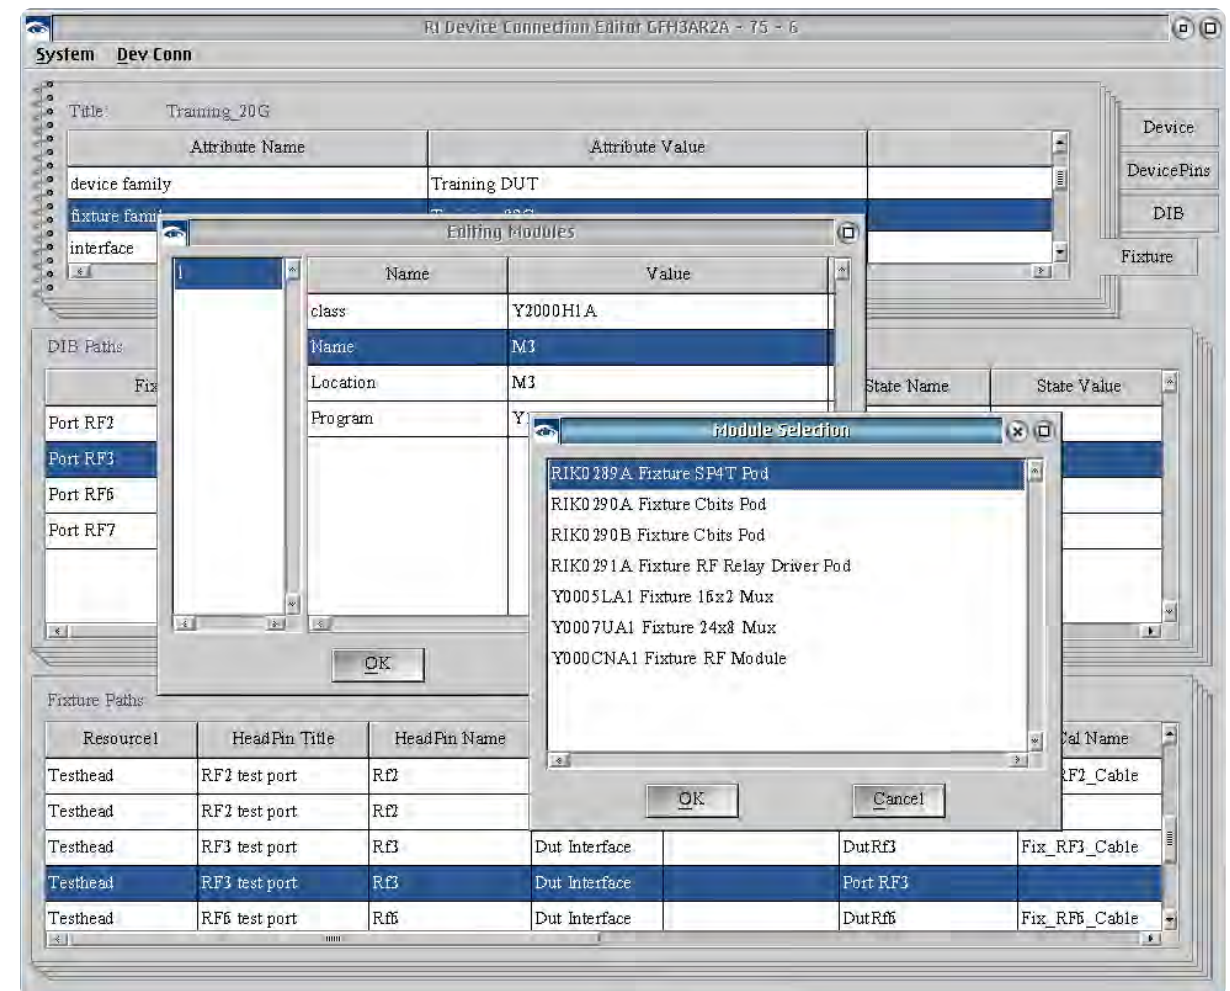 RI Device Connection Editor GFH3AR2A - 75 - 6
System Dev Conn
Title: Training_20G
Attribute Name Attribute Value
device family Training DUT
fixture
interface
Device
DevicePins
DIB
Fixture
Editing Modules
1
Name Value
class Y2000H1A
Name M3
Location M3
Program
OK
DIB Paths
State Name State Value
Port RF2
Port RF3
Port RF6
Port RF7
Module Selection
RIK0289A Fixture SP4T Pod
RIK0290A Fixture Cbits Pod
RIK0290B Fixture Cbits Pod
RIK0291A Fixture RF Relay Driver Pod
Y0005LA1 Fixture 16x2 Mux
Y0007UA1 Fixture 24x8 Mux
Y000CNA1 Fixture RF Module
OK Cancel
Fixture Paths
Resource1 HeadPin Title HeadPin Name Cal Name
Testhead RF2 test port Rf2 RF2_Cable
Testhead RF2 test port Rf2
Testhead RF3 test port Rf3 Dut Interface DutRf3 Fix_RF3_Cable
Testhead RF3 test port Rf3 Dut Interface Port RF3
Testhead RF6 test port Rf6 Dut Interface DutRf6 Fix_RF6_Cable